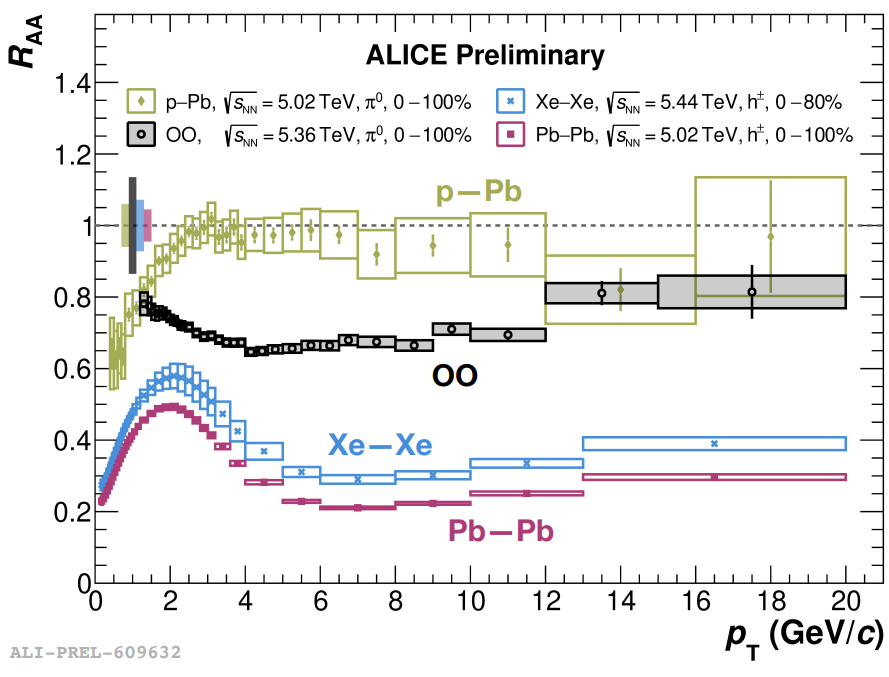 R_AA
ALICE Preliminary
p–Pb, √s_NN = 5.02 TeV, π⁰, 0–100%
Xe–Xe, √s_NN = 5.44 TeV, h±, 0–80%
OO, √s_NN = 5.36 TeV, π⁰, 0–100%
Pb–Pb, √s_NN = 5.02 TeV, h±, 0–100%
1.4
1.2
p–Pb
1
0.8
0.6
OO
0.4
Xe–Xe
0.2
Pb–Pb
0
0 2 4 6 8 10 12 14 16 18 20
p_T (GeV/c)
ALI-PREL-609632